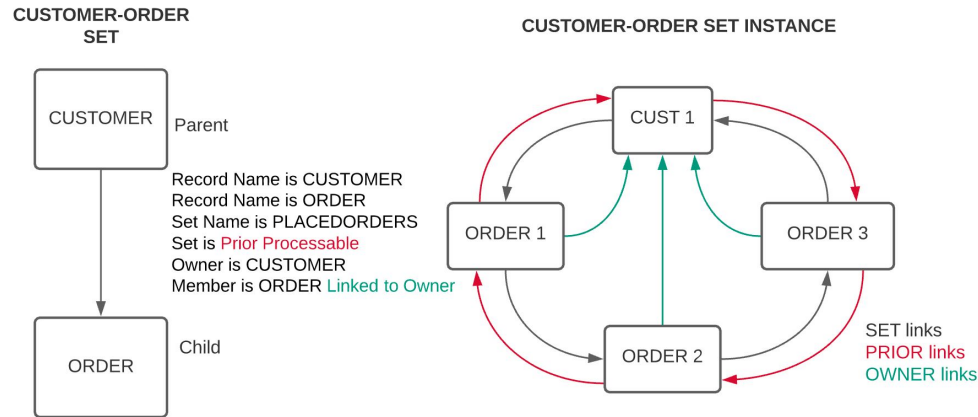 CUSTOMER-ORDER
SET
CUSTOMER
Parent
Record Name is CUSTOMER
Record Name is ORDER
Set Name is PLACEDORDERS
Set is Prior Processable
Owner is CUSTOMER
Member is ORDER Linked to Owner
ORDER
Child
CUSTOMER-ORDER SET INSTANCE
CUST 1
ORDER 1
ORDER 3
ORDER 2
SET links
PRIOR links
OWNER links